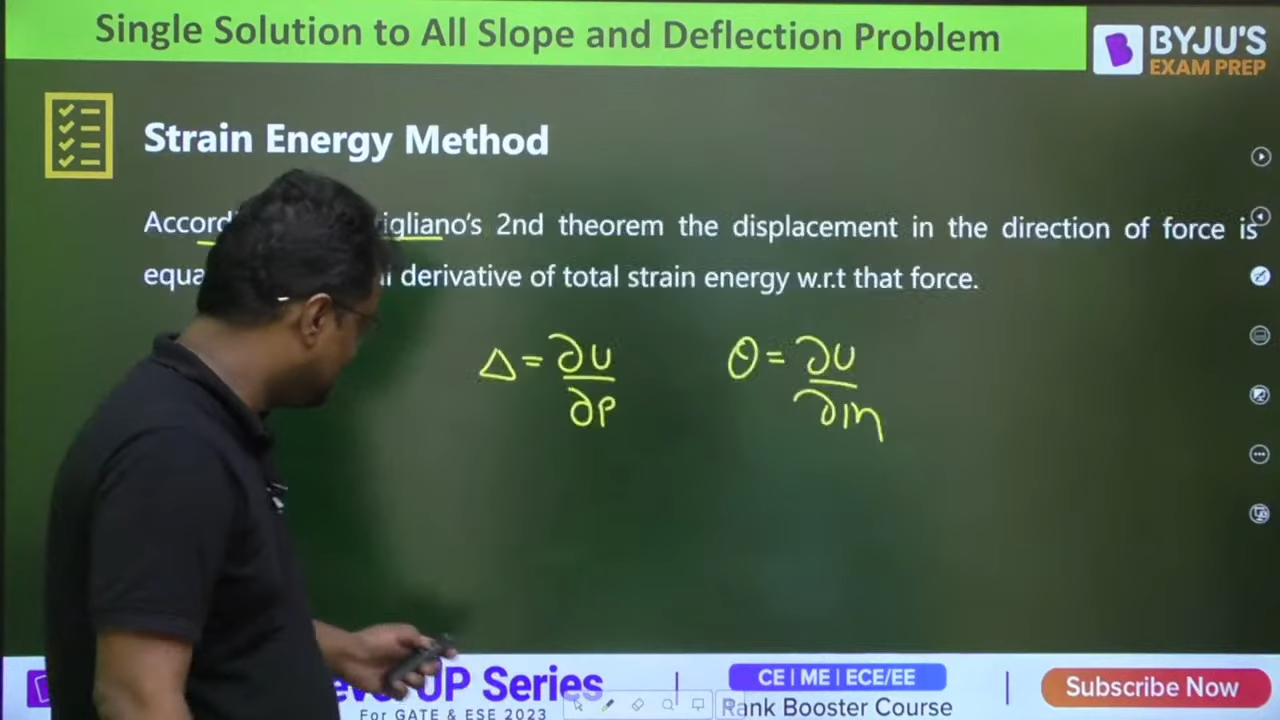 Single Solution to All Slope and Deflection Problem
BYJU'S
EXAM PREP
Strain Energy Method
igliano's 2nd theorem the displacement in the direction of force is
derivative of total strain energy w.r.t that force.
Δ = ∂U/∂P θ = ∂U/∂m
UP Series
For GATE & ESE 2023
CE | ME | ECE/EE
Rank Booster Course
Subscribe Now